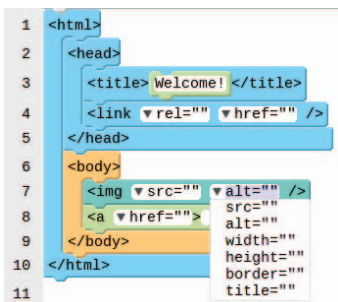 1 <html>
2 <head>
3 <title> Welcome! </title>
4 <link ▼rel="" ▼href="" />
5 </head>
6 <body>
7 <img ▼src="" ▼alt="" />
8 <a ▼href="">
src=""
alt=""
width=""
height=""
border=""
title=""
9 </body>
10 </html>
11